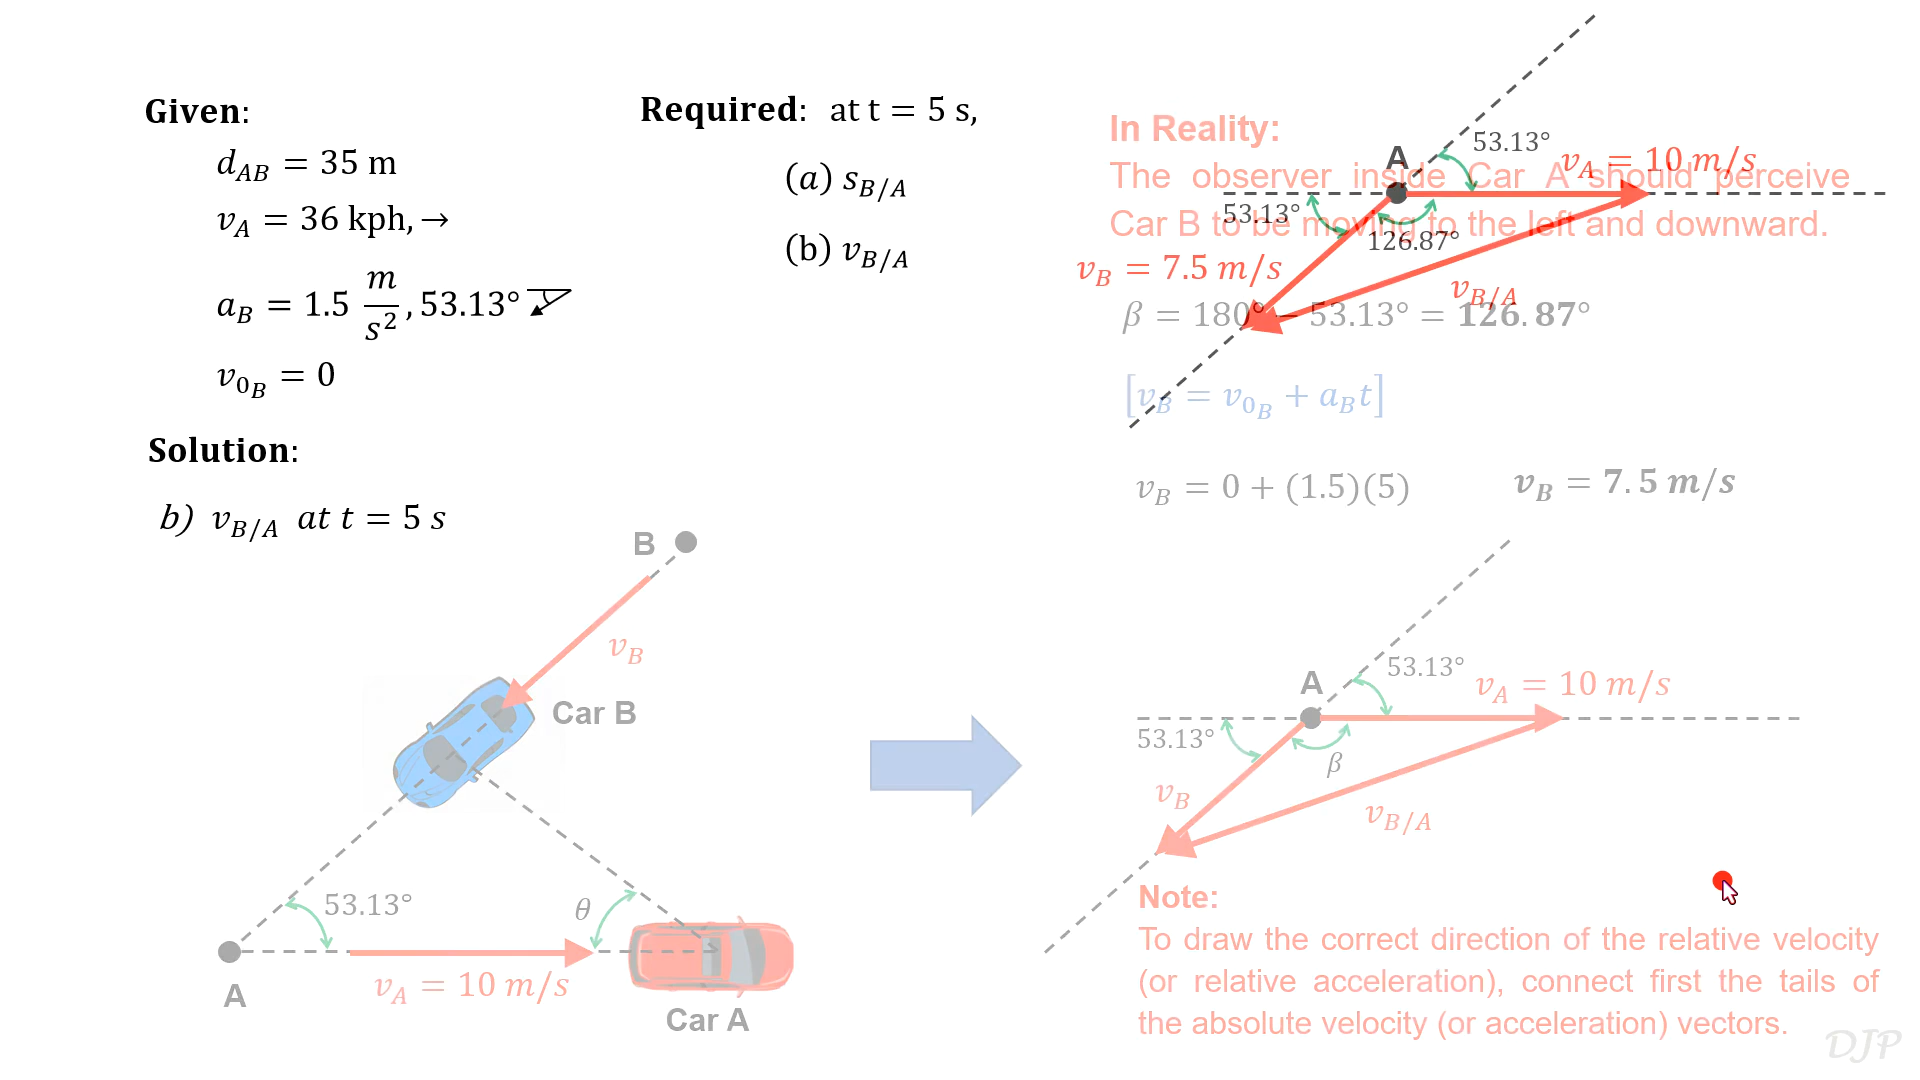 Given:
d_AB = 35 m
v_A = 36 kph, →
a_B = 1.5 m/s², 53.13°
v_0B = 0
Required: at t = 5 s,
(a) s_B/A
(b) v_B/A
Solution:
b) v_B/A at t = 5 s
B
v_B
Car B
53.13°
θ
A
v_A = 10 m/s
Car A
In Reality:
The observer inside Car A should perceive
Car B to be moving to the left and downward.
A
53.13°
v_A = 10 m/s
53.13°
126.87°
v_B = 7.5 m/s
v_B/A
β = 180° − 53.13° = 126.87°
[v_B = v_0B + a_B t]
v_B = 0 + (1.5)(5)
v_B = 7.5 m/s
A
53.13°
v_A = 10 m/s
53.13°
β
v_B
v_B/A
Note:
To draw the correct direction of the relative velocity
(or relative acceleration), connect first the tails of
the absolute velocity (or acceleration) vectors.
DJP